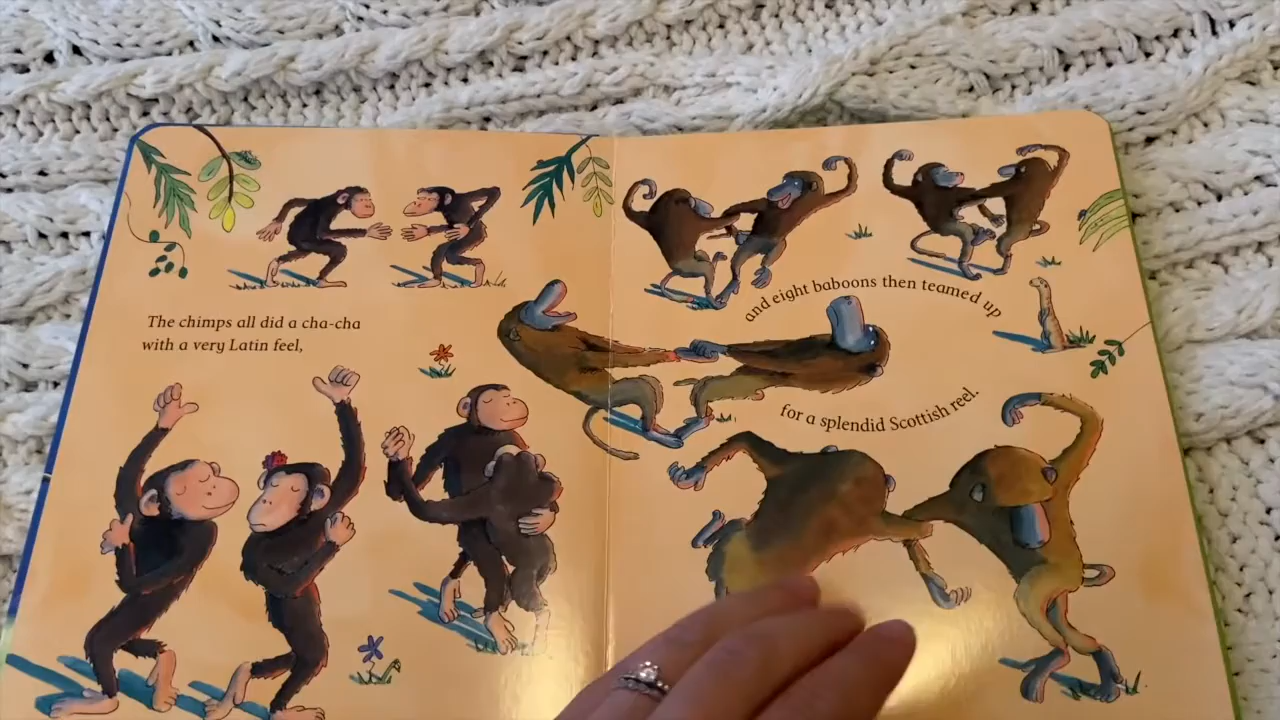 The chimps all did a cha-cha
with a very Latin feel,
and eight baboons then teamed up
for a splendid Scottish reel.